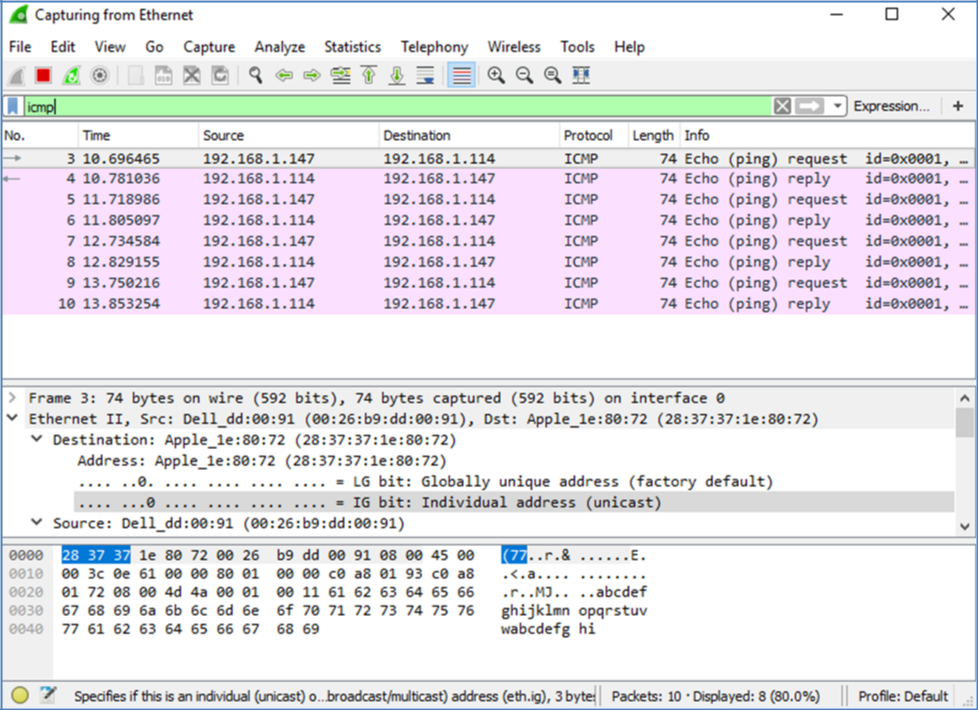 Capturing from Ethernet
File Edit View Go Capture Analyze Statistics Telephony Wireless Tools Help
icmp Expression... +
No. Time Source Destination Protocol Length Info
3 10.696465 192.168.1.147 192.168.1.114 ICMP 74 Echo (ping) request id=0x0001, …
4 10.781036 192.168.1.114 192.168.1.147 ICMP 74 Echo (ping) reply id=0x0001, …
5 11.718986 192.168.1.147 192.168.1.114 ICMP 74 Echo (ping) request id=0x0001, …
6 11.805097 192.168.1.114 192.168.1.147 ICMP 74 Echo (ping) reply id=0x0001, …
7 12.734584 192.168.1.147 192.168.1.114 ICMP 74 Echo (ping) request id=0x0001, …
8 12.829155 192.168.1.114 192.168.1.147 ICMP 74 Echo (ping) reply id=0x0001, …
9 13.750216 192.168.1.147 192.168.1.114 ICMP 74 Echo (ping) request id=0x0001, …
10 13.853254 192.168.1.114 192.168.1.147 ICMP 74 Echo (ping) reply id=0x0001, …
Frame 3: 74 bytes on wire (592 bits), 74 bytes captured (592 bits) on interface 0
Ethernet II, Src: Dell_dd:00:91 (00:26:b9:dd:00:91), Dst: Apple_1e:80:72 (28:37:37:1e:80:72)
Destination: Apple_1e:80:72 (28:37:37:1e:80:72)
Address: Apple_1e:80:72 (28:37:37:1e:80:72)
.... ..0. .... .... .... .... = LG bit: Globally unique address (factory default)
.... ...0 .... .... .... .... = IG bit: Individual address (unicast)
Source: Dell_dd:00:91 (00:26:b9:dd:00:91)
0000 28 37 37 1e 80 72 00 26 b9 dd 00 91 08 00 45 00 (77..r.& ......E.
0010 00 3c 0e 61 00 00 80 01 00 00 c0 a8 01 93 c0 a8 .<.a.... ........
0020 01 72 08 00 4d 4a 00 01 00 11 61 62 63 64 65 66 .r..MJ.. ..abcdef
0030 67 68 69 6a 6b 6c 6d 6e 6f 70 71 72 73 74 75 76 ghijklmn opqrstuv
0040 77 61 62 63 64 65 66 67 68 69 wabcdefg hi
Specifies if this is an individual (unicast) o…broadcast/multicast) address (eth.ig), 3 bytes Packets: 10 · Displayed: 8 (80.0%) Profile: Default